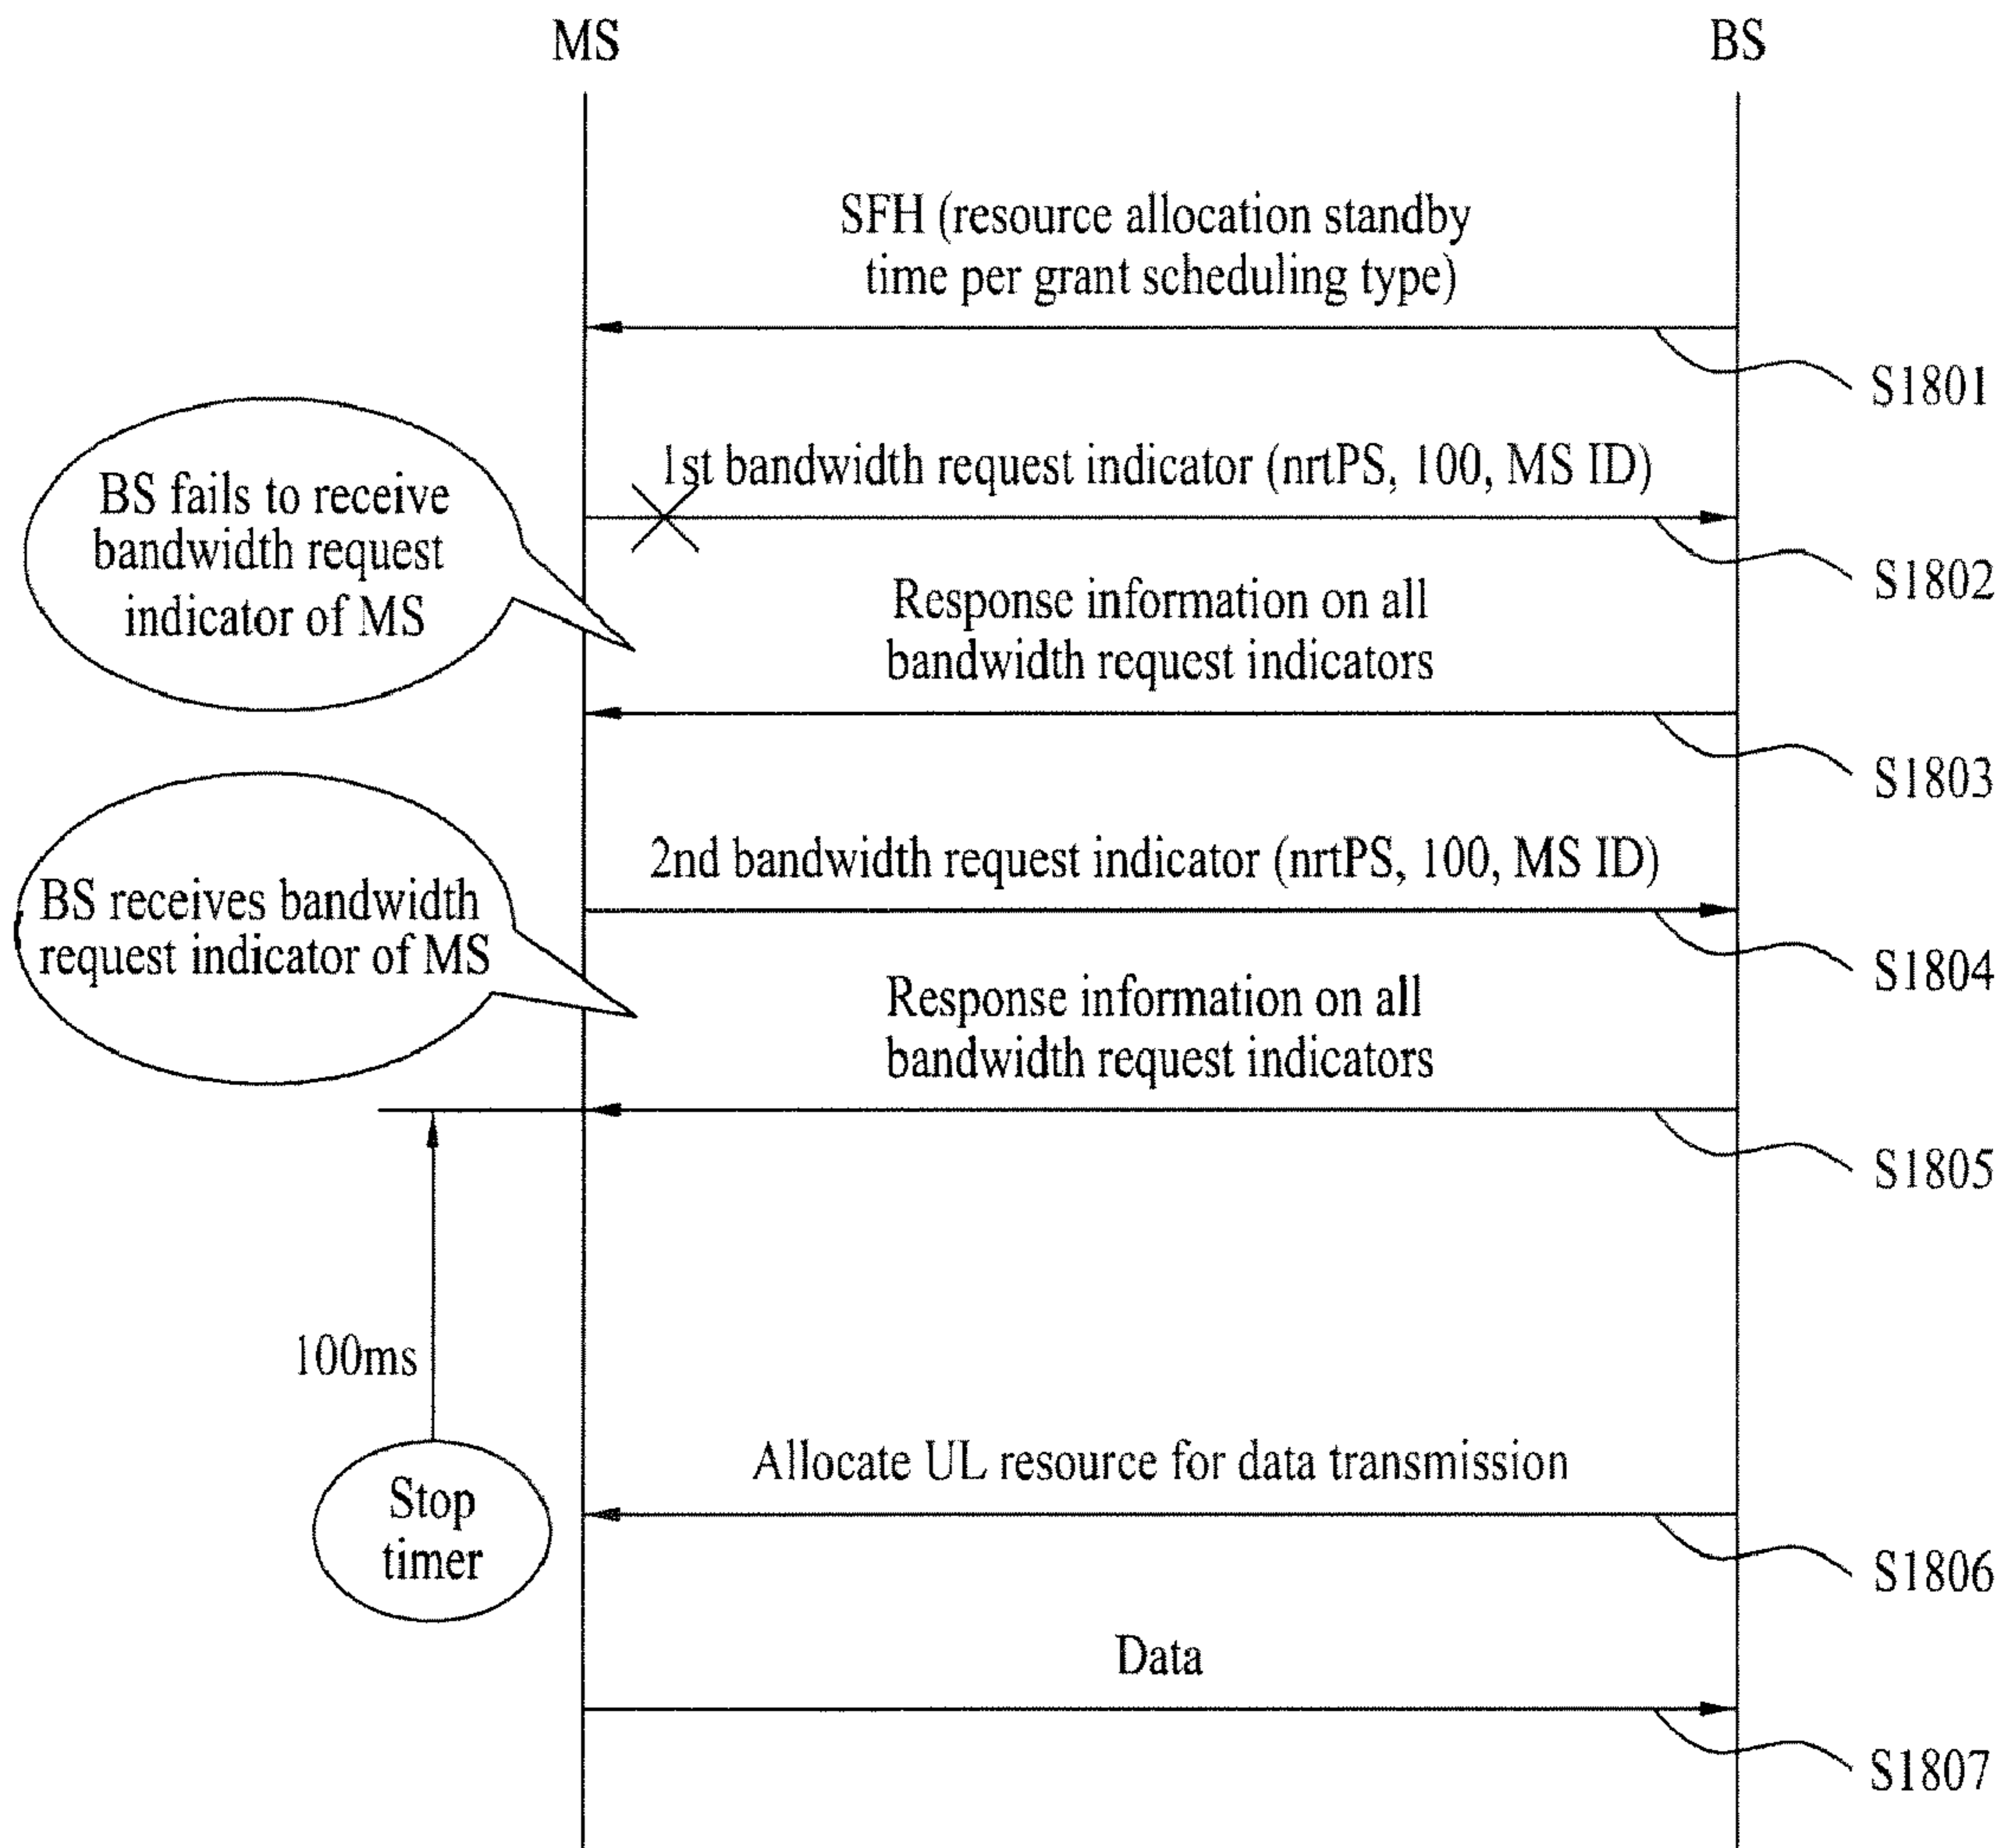 MS
BS
SFH (resource allocation standby
time per grant scheduling type)
S1801
BS fails to receive
bandwidth request
indicator of MS
1st bandwidth request indicator (nrtPS, 100, MS ID)
S1802
Response information on all
bandwidth request indicators
S1803
BS receives bandwidth
request indicator of MS
2nd bandwidth request indicator (nrtPS, 100, MS ID)
S1804
Response information on all
bandwidth request indicators
S1805
100ms
Stop
timer
Allocate UL resource for data transmission
S1806
Data
S1807